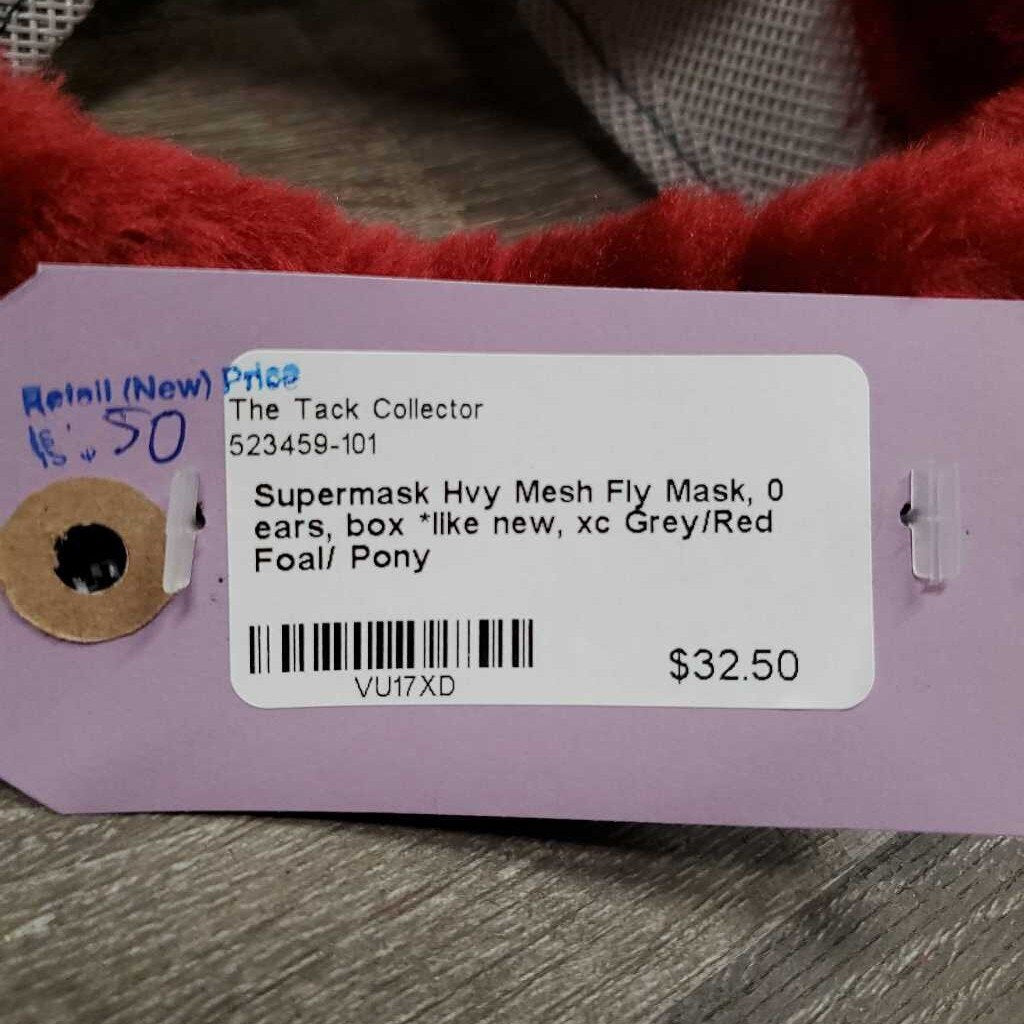 Retail (New) Price
50
The Tack Collector
523459-101
Supermask Hvy Mesh Fly Mask, 0
ears, box *like new, xc Grey/Red
Foal/ Pony
VU17XD
$32.50